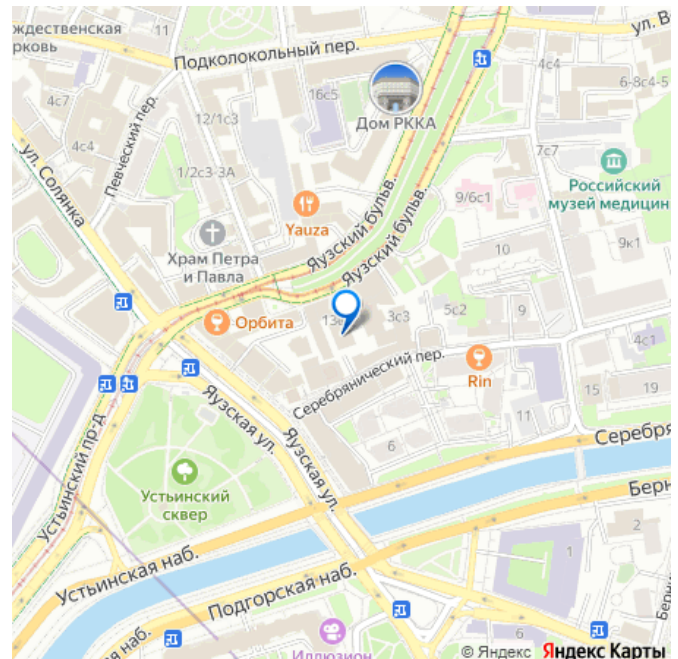 ждественская
рковь
11
Подколокольный пер.
ул. В
4с7
4с4
Певческий пер.
16с5
Дом РККА
4с4
6-8с4-5
12/1с3
ул. Солянка
1/2с3-3А
7с7
Российский
музей медицин
Yauza
Яузский бульв.
Яузский бульв.
9/6с1
Храм Петра
и Павла
10
9к1
Орбита
3с3
5с2
9
4с1
Серебрянический пер.
Rin
15
19
11
6
Устьинский пр-д
Яузская ул.
Яузская ул.
Серебря
Устьинский
сквер
Берни
2
1
Устьинская наб.
Подгорская наб.
наб.
Иллюзион
© Яндекс Яндекс Карты